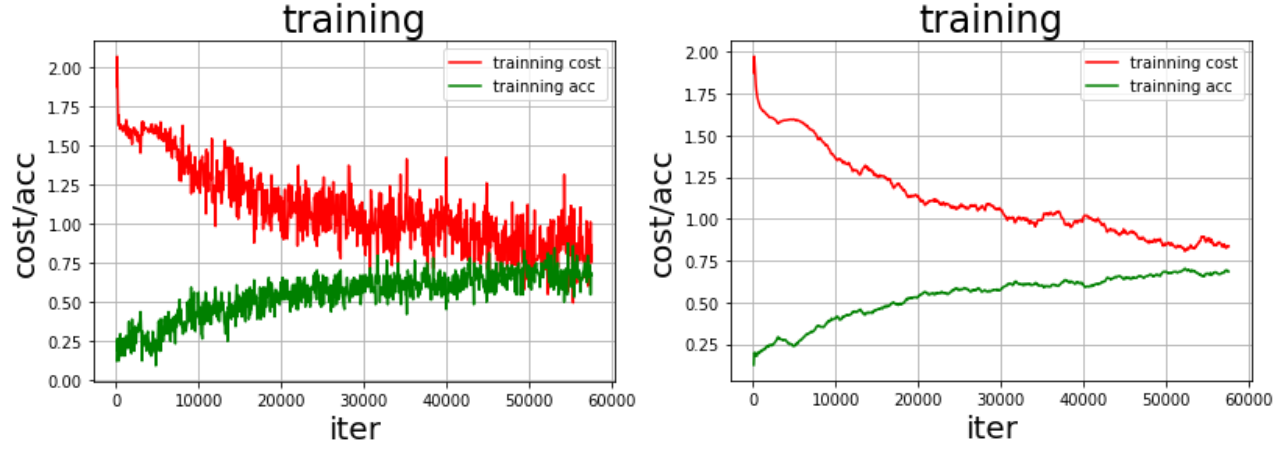 training
trainning cost
trainning acc
cost/acc
2.00
1.75
1.50
1.25
1.00
0.75
0.50
0.25
0.00
0 10000 20000 30000 40000 50000 60000
iter
training
trainning cost
trainning acc
cost/acc
2.00
1.75
1.50
1.25
1.00
0.75
0.50
0.25
0 10000 20000 30000 40000 50000 60000
iter